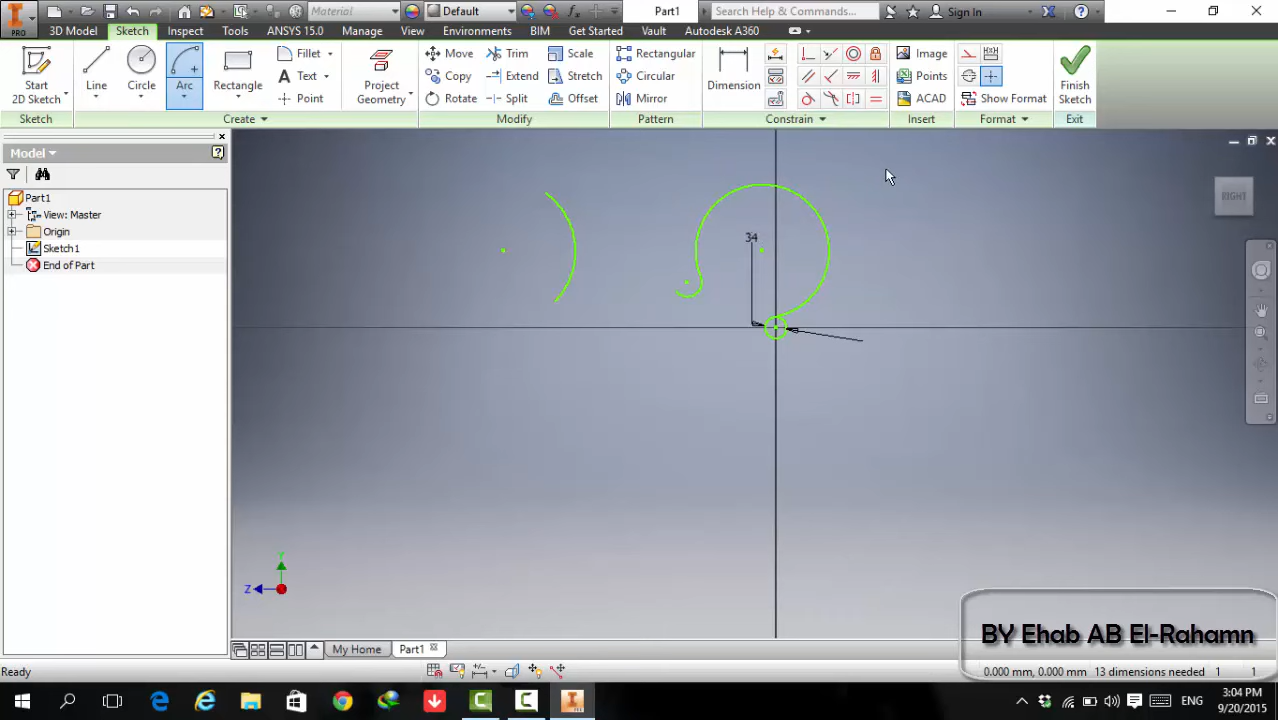 PRO
Material
Default
fx
Part1
Search Help & Commands...
Sign In
3D Model
Sketch
Inspect
Tools
ANSYS 15.0
Manage
View
Environments
BIM
Get Started
Vault
Autodesk A360
Start
2D Sketch
Line
Circle
Arc
Rectangle
Fillet
Text
Point
Project
Geometry
Move
Copy
Rotate
Trim
Extend
Split
Scale
Stretch
Offset
Rectangular
Circular
Mirror
Dimension
Image
Points
ACAD
Show Format
Finish
Sketch
Sketch
Create
Modify
Pattern
Constrain
Insert
Format
Exit
Model
Part1
View: Master
Origin
Sketch1
End of Part
34
RIGHT
Y
Z
BY Ehab AB El-Rahamn
My Home
Part1
Ready
0.000 mm, 0.000 mm
13 dimensions needed
1
1
ENG
3:04 PM
9/20/2015